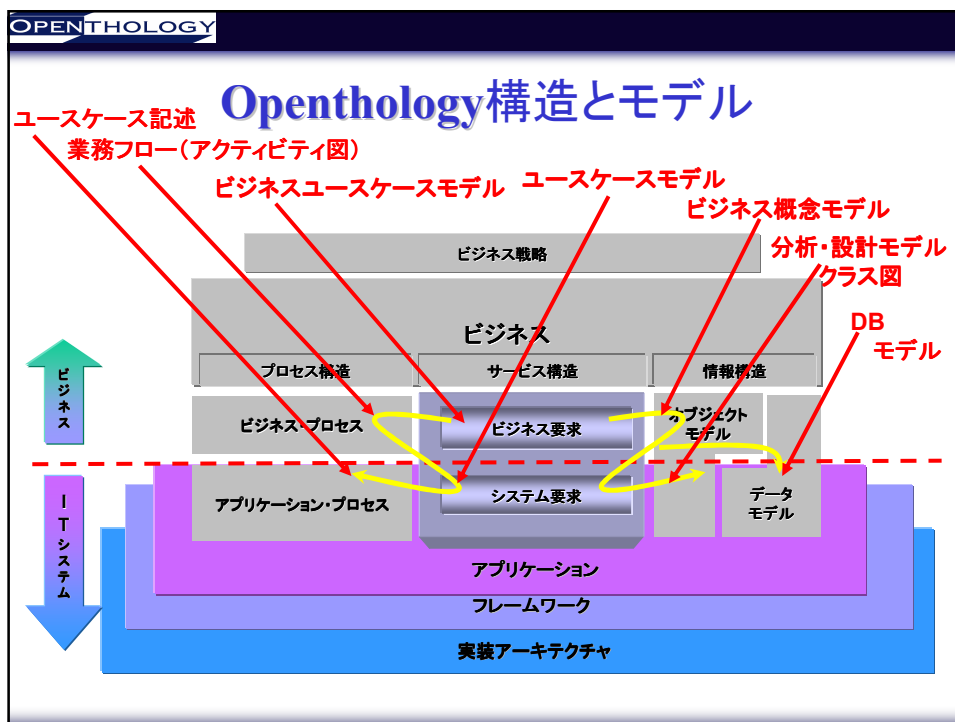 OPENTHOLOGY
Openthology構造とモデル
ユースケース記述
業務フロー(アクティビティ図)
ビジネスユースケースモデル
ユースケースモデル
ビジネス概念モデル
分析・設計モデル
クラス図
DB
モデル
ビジネス戦略
ビジネス
プロセス構造
サービス構造
情報構造
ビジネス
ビジネス・プロセス
ビジネス要求
オブジェクト
モデル
ITシステム
アプリケーション・プロセス
システム要求
データ
モデル
アプリケーション
フレームワーク
実装アーキテクチャ